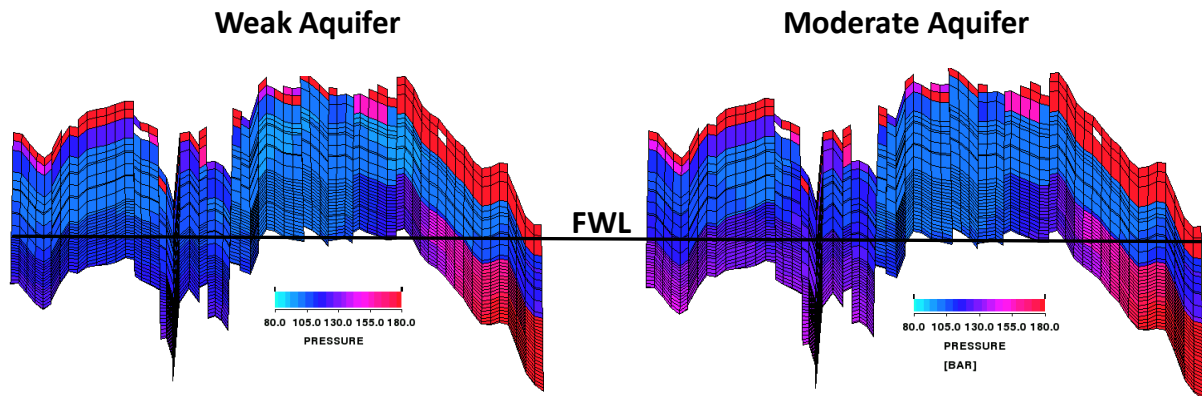 Weak Aquifer
Moderate Aquifer
FWL
80.0 105.0 130.0 155.0 180.0
PRESSURE
80.0 105.0 130.0 155.0 180.0
PRESSURE
[BAR]